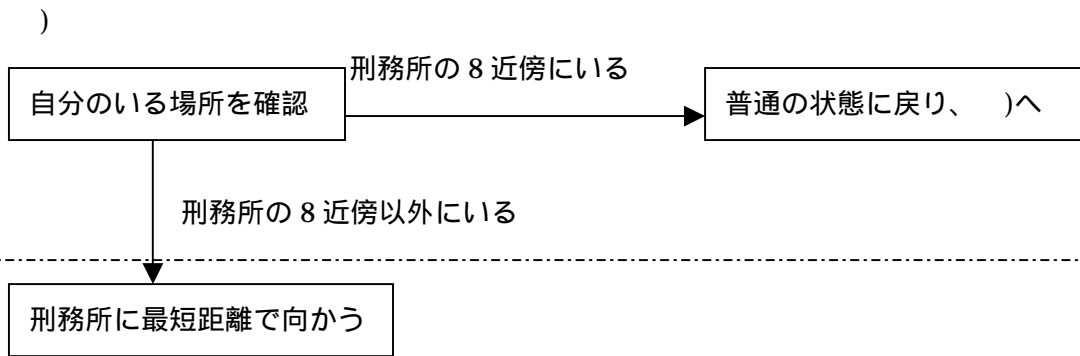 )
刑務所の 8 近傍にいる
自分のいる場所を確認
普通の状態に戻り、　)へ
刑務所の 8 近傍以外にいる
刑務所に最短距離で向かう